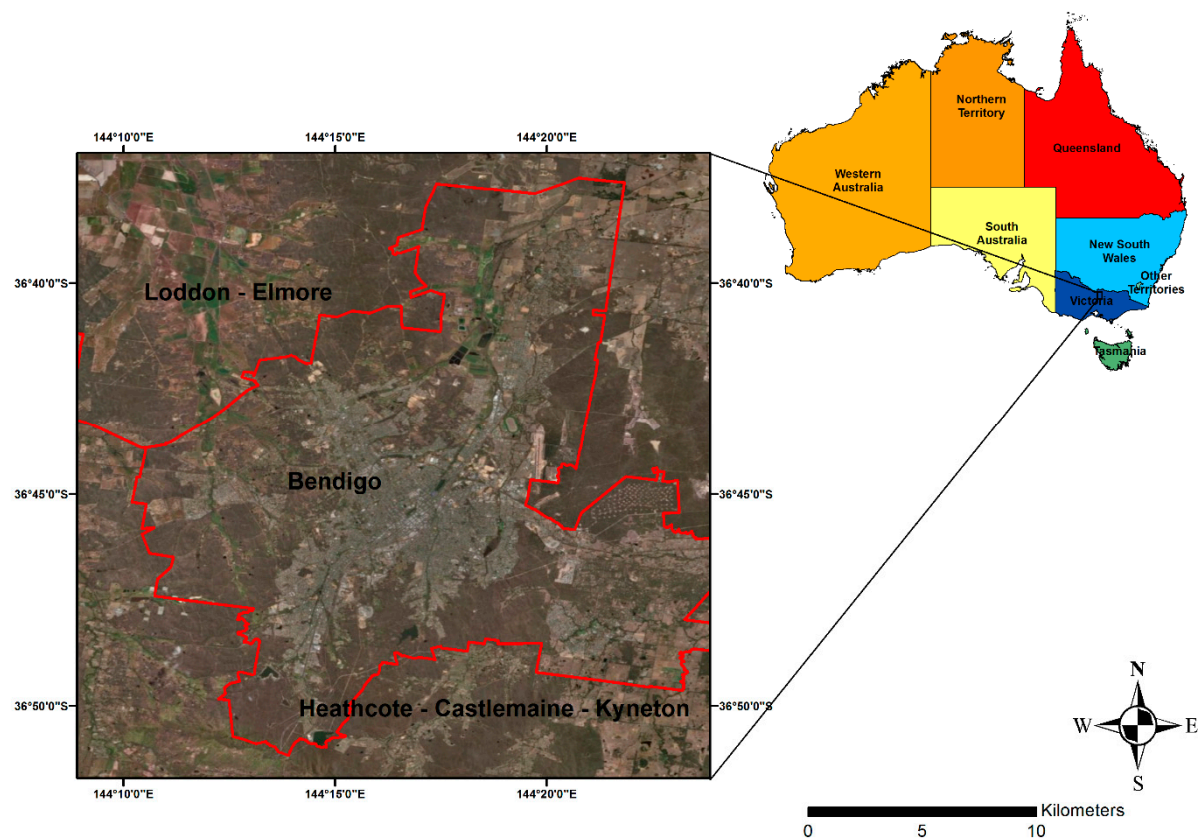 144°10'0"E 144°15'0"E 144°20'0"E
Northern
Territory
Queensland
Western
Australia
South
Australia
New South
Wales
Other
Territories
Victoria
Tasmania
36°40'0"S
36°40'0"S
Loddon - Elmore
36°45'0"S
36°45'0"S
Bendigo
36°50'0"S
36°50'0"S
Heathcote - Castlemaine - Kyneton
144°10'0"E 144°15'0"E 144°20'0"E
N
W E
S
Kilometers
0 5 10